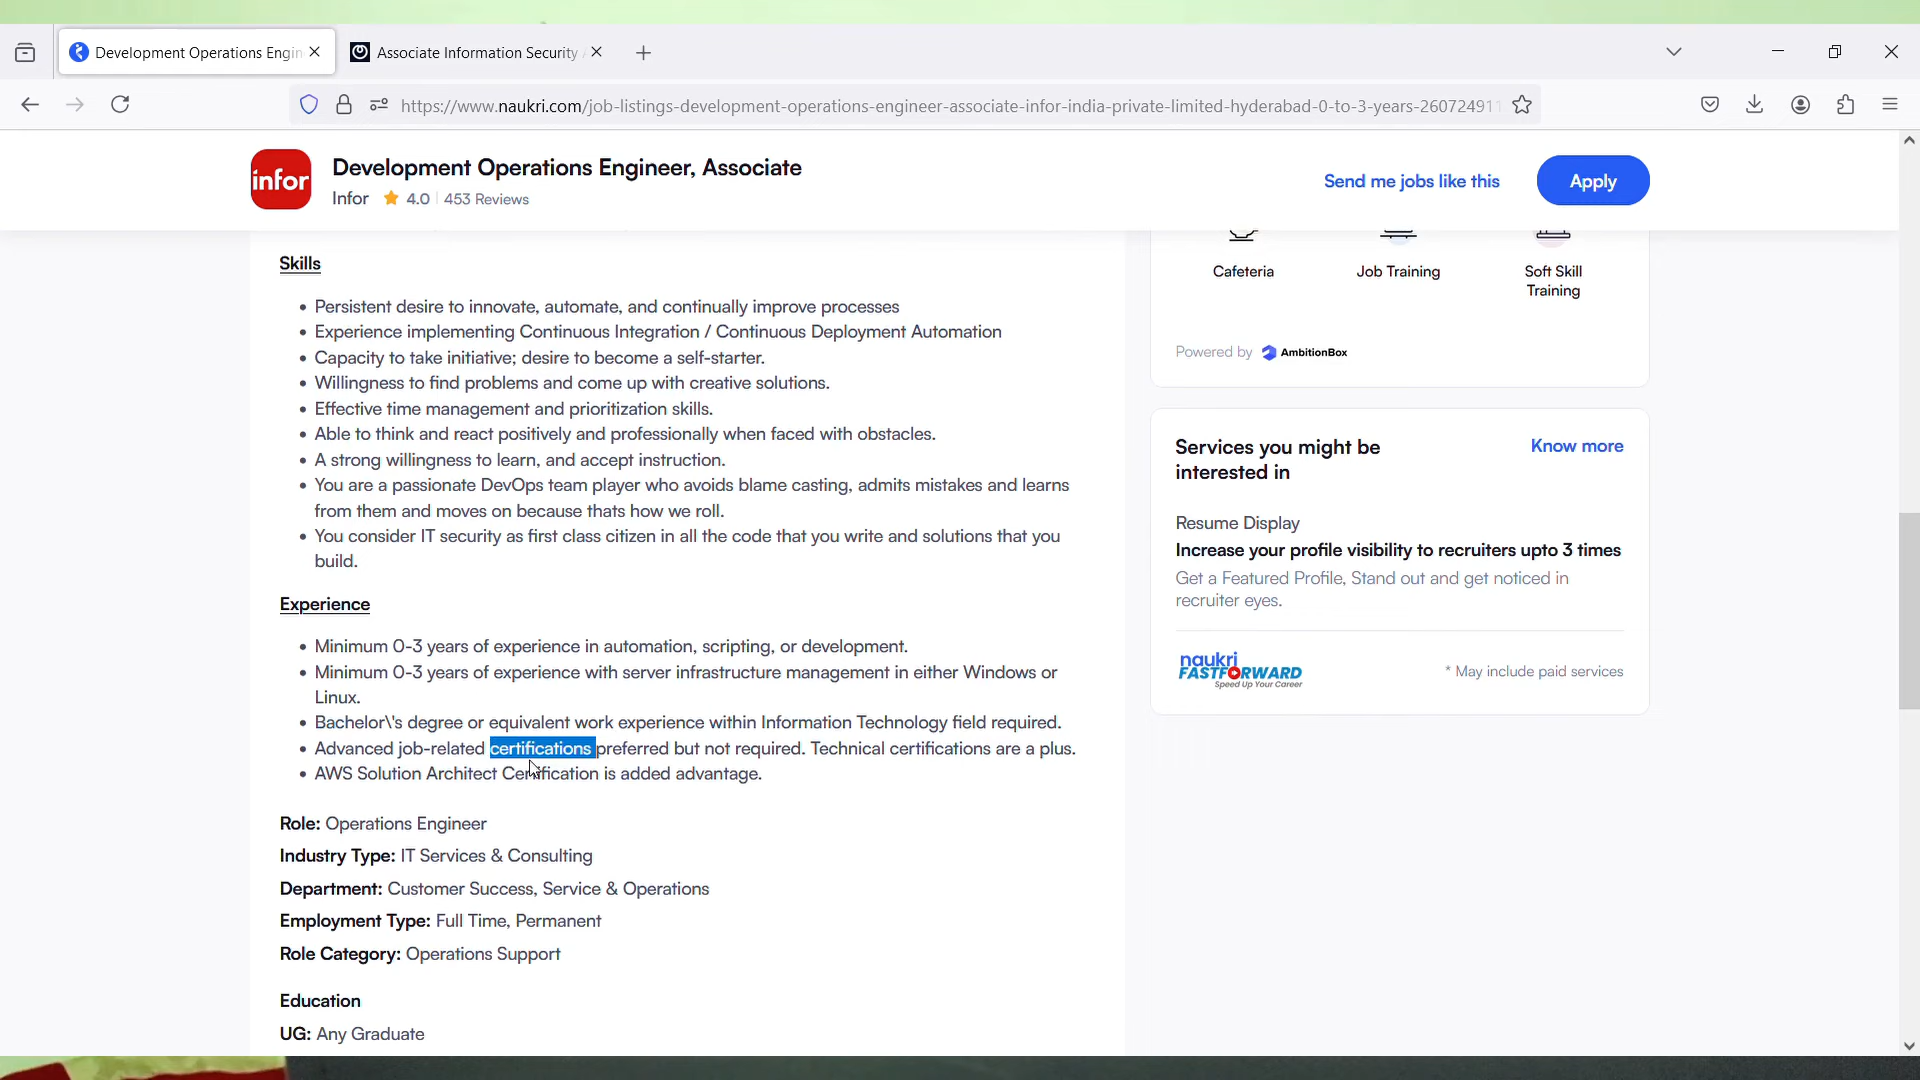 Development Operations Engin
Associate Information Security
https://www.naukri.com/job-listings-development-operations-engineer-associate-infor-india-private-limited-hyderabad-0-to-3-years-260724911
infor
Development Operations Engineer, Associate
Infor 4.0 453 Reviews
Send me jobs like this
Apply
Skills
Persistent desire to innovate, automate, and continually improve processes
Experience implementing Continuous Integration / Continuous Deployment Automation
Capacity to take initiative; desire to become a self-starter.
Willingness to find problems and come up with creative solutions.
Effective time management and prioritization skills.
Able to think and react positively and professionally when faced with obstacles.
A strong willingness to learn, and accept instruction.
You are a passionate DevOps team player who avoids blame casting, admits mistakes and learns
from them and moves on because thats how we roll.
You consider IT security as first class citizen in all the code that you write and solutions that you
build.
Experience
Minimum 0-3 years of experience in automation, scripting, or development.
Minimum 0-3 years of experience with server infrastructure management in either Windows or
Linux.
Bachelor\'s degree or equivalent work experience within Information Technology field required.
Advanced job-related certifications preferred but not required. Technical certifications are a plus.
AWS Solution Architect Certification is added advantage.
Role: Operations Engineer
Industry Type: IT Services & Consulting
Department: Customer Success, Service & Operations
Employment Type: Full Time, Permanent
Role Category: Operations Support
Education
UG: Any Graduate
Cafeteria
Job Training
Soft Skill
Training
Powered by AmbitionBox
Services you might be
interested in
Know more
Resume Display
Increase your profile visibility to recruiters upto 3 times
Get a Featured Profile, Stand out and get noticed in
recruiter eyes.
naukri
FASTFORWARD
Speed Up Your Career
* May include paid services